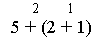 2 1
5 + (2 + 1)